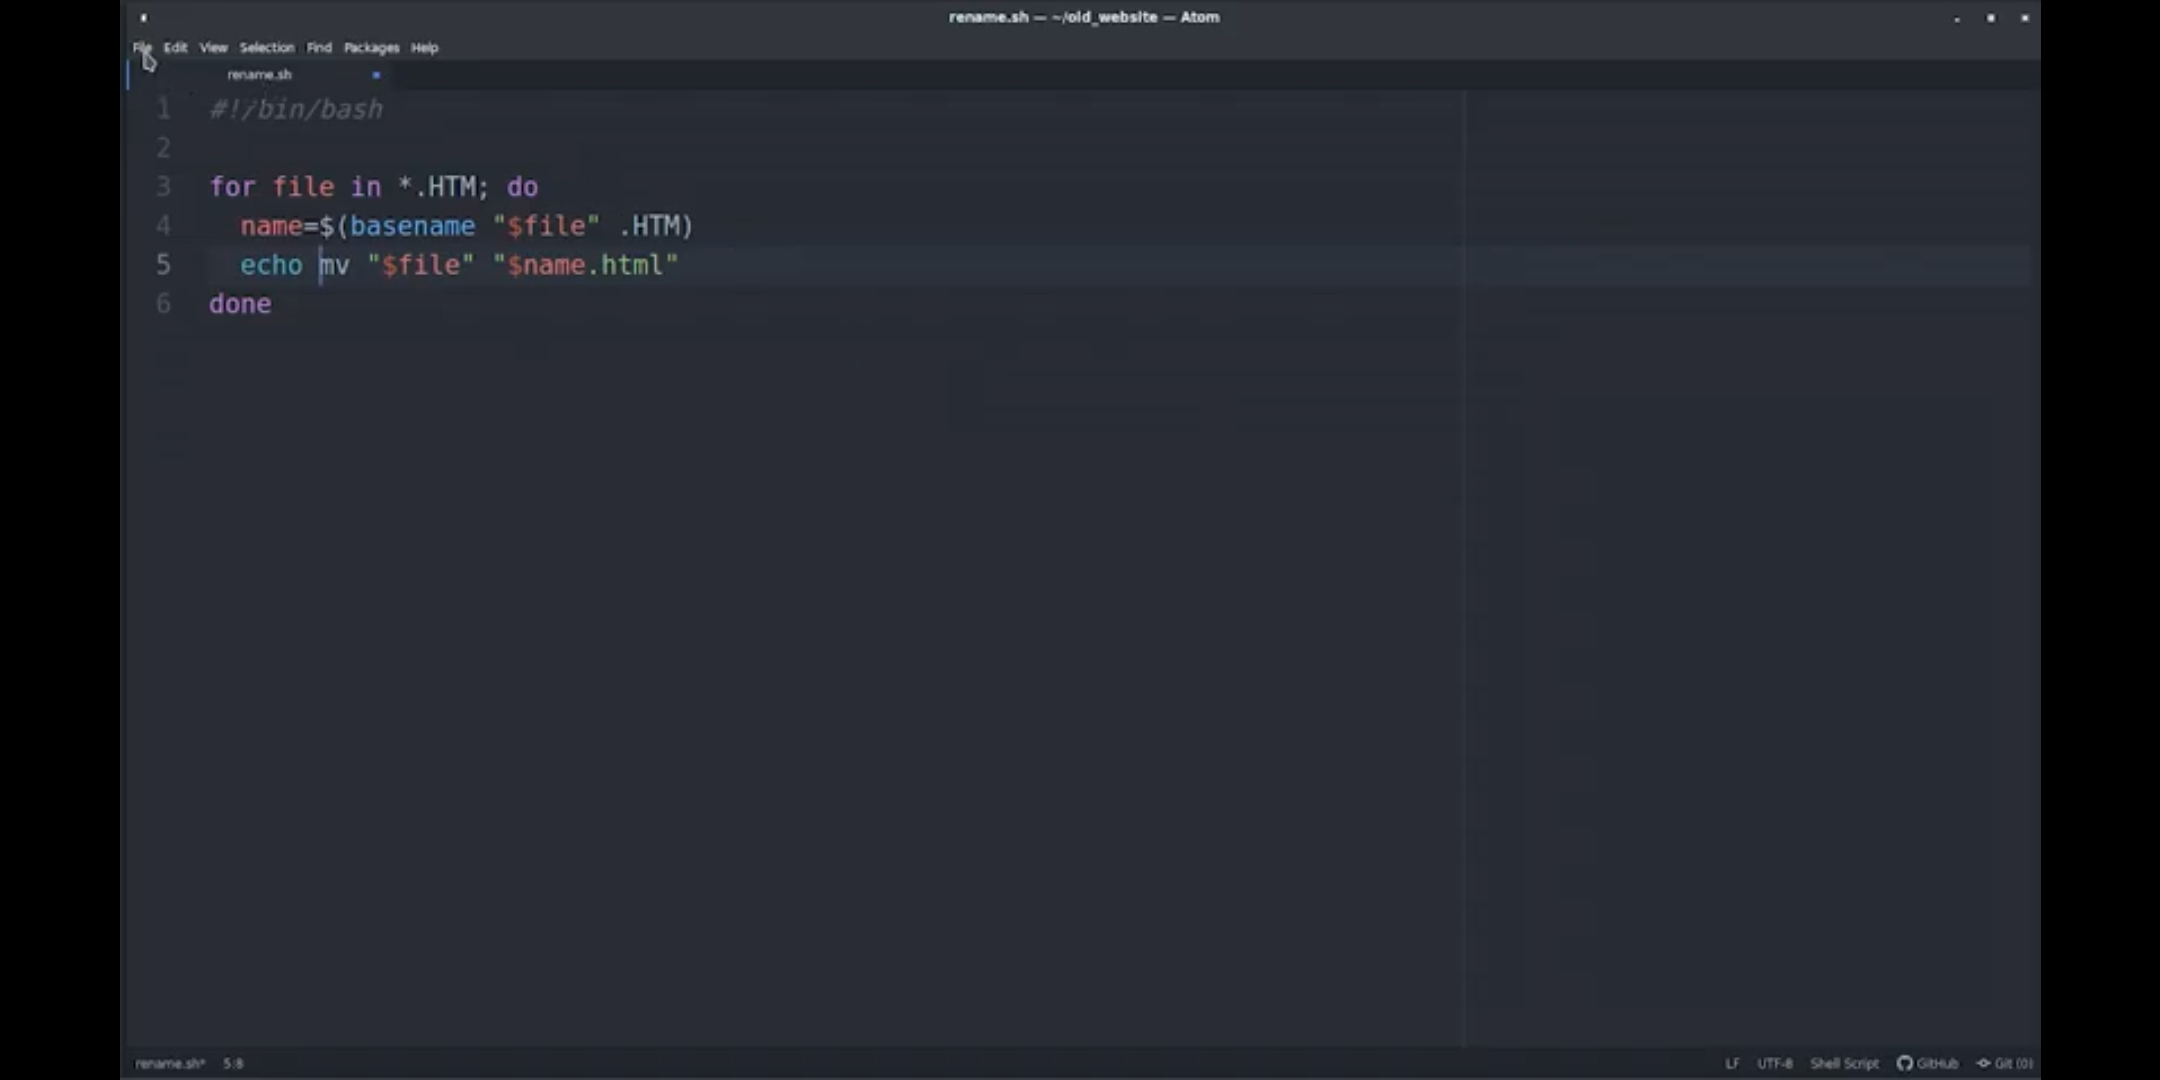 rename.sh — ~/old_website — Atom
File Edit View Selection Find Packages Help
rename.sh
1 #!/bin/bash
2
3 for file in *.HTM; do
4   name=$(basename "$file" .HTM)
5   echo mv "$file" "$name.html"
6 done
rename.sh* 5:8 LF UTF-8 Shell Script GitHub Git (0)